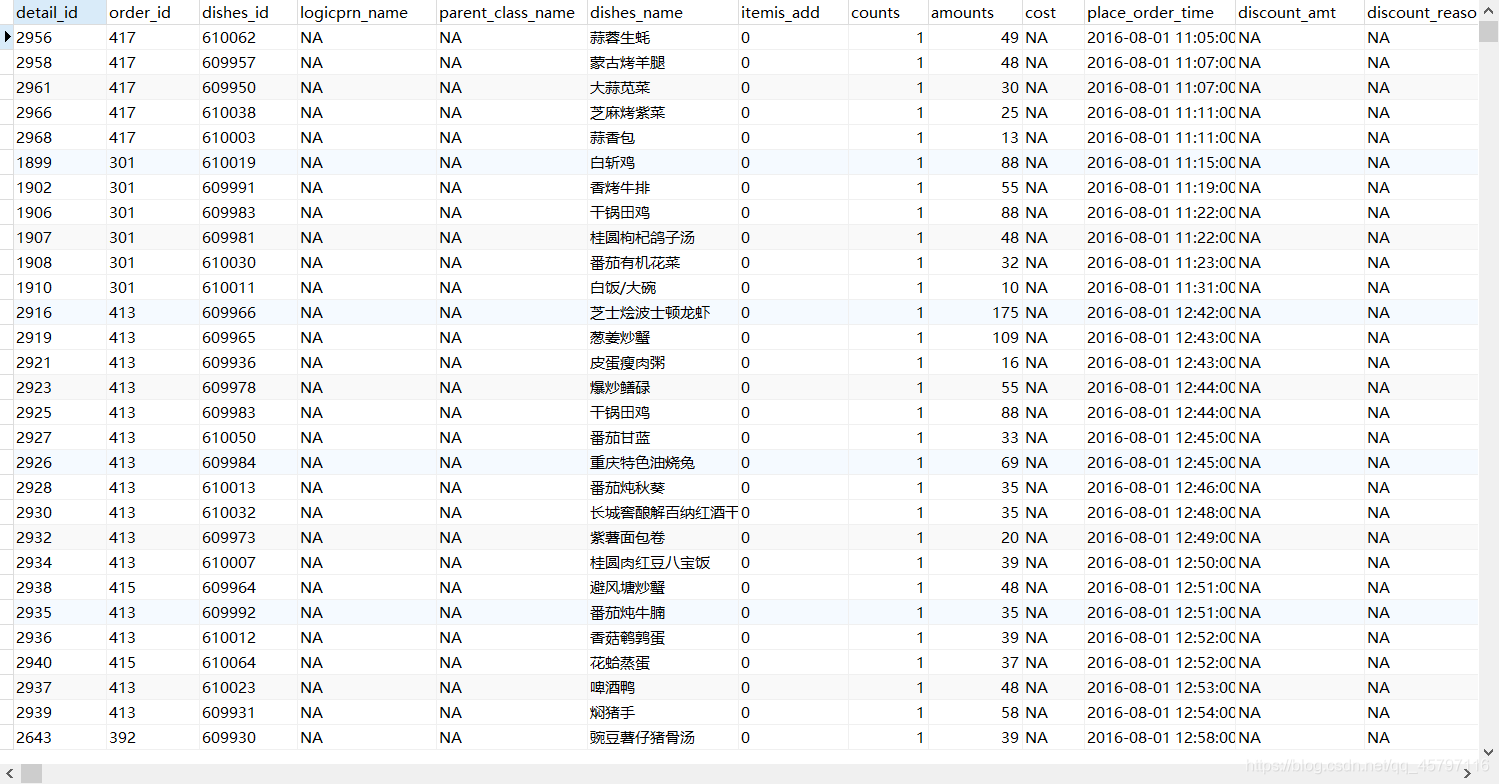 detail_id order_id dishes_id logicprn_name parent_class_name dishes_name itemis_add counts amounts cost place_order_time discount_amt discount_reaso
2956 417 610062 NA NA 蒜蓉生蚝 0 1 49 NA 2016-08-01 11:05:00 NA NA
2958 417 609957 NA NA 蒙古烤羊腿 0 1 48 NA 2016-08-01 11:07:00 NA NA
2961 417 609950 NA NA 大蒜苋菜 0 1 30 NA 2016-08-01 11:07:00 NA NA
2966 417 610038 NA NA 芝麻烤紫菜 0 1 25 NA 2016-08-01 11:11:00 NA NA
2968 417 610003 NA NA 蒜香包 0 1 13 NA 2016-08-01 11:11:00 NA NA
1899 301 610019 NA NA 白斩鸡 0 1 88 NA 2016-08-01 11:15:00 NA NA
1902 301 609991 NA NA 香烤牛排 0 1 55 NA 2016-08-01 11:19:00 NA NA
1906 301 609983 NA NA 干锅田鸡 0 1 88 NA 2016-08-01 11:22:00 NA NA
1907 301 609981 NA NA 桂圆枸杞鸽子汤 0 1 48 NA 2016-08-01 11:22:00 NA NA
1908 301 610030 NA NA 番茄有机花菜 0 1 32 NA 2016-08-01 11:23:00 NA NA
1910 301 610011 NA NA 白饭/大碗 0 1 10 NA 2016-08-01 11:31:00 NA NA
2916 413 609966 NA NA 芝士烩波士顿龙虾 0 1 175 NA 2016-08-01 12:42:00 NA NA
2919 413 609965 NA NA 葱姜炒蟹 0 1 109 NA 2016-08-01 12:43:00 NA NA
2921 413 609936 NA NA 皮蛋瘦肉粥 0 1 16 NA 2016-08-01 12:43:00 NA NA
2923 413 609978 NA NA 爆炒鳝碌 0 1 55 NA 2016-08-01 12:44:00 NA NA
2925 413 609983 NA NA 干锅田鸡 0 1 88 NA 2016-08-01 12:44:00 NA NA
2927 413 610050 NA NA 番茄甘蓝 0 1 33 NA 2016-08-01 12:45:00 NA NA
2926 413 609984 NA NA 重庆特色油烧兔 0 1 69 NA 2016-08-01 12:45:00 NA NA
2928 413 610013 NA NA 番茄炖秋葵 0 1 35 NA 2016-08-01 12:46:00 NA NA
2930 413 610032 NA NA 长城窖酿解百纳红酒干 0 1 35 NA 2016-08-01 12:48:00 NA NA
2932 413 609973 NA NA 紫薯面包卷 0 1 20 NA 2016-08-01 12:49:00 NA NA
2934 413 610007 NA NA 桂圆肉红豆八宝饭 0 1 39 NA 2016-08-01 12:50:00 NA NA
2938 415 609964 NA NA 避风塘炒蟹 0 1 48 NA 2016-08-01 12:51:00 NA NA
2935 413 609992 NA NA 番茄炖牛腩 0 1 35 NA 2016-08-01 12:51:00 NA NA
2936 413 610012 NA NA 香菇鹌鹑蛋 0 1 39 NA 2016-08-01 12:52:00 NA NA
2940 415 610064 NA NA 花蛤蒸蛋 0 1 37 NA 2016-08-01 12:52:00 NA NA
2937 413 610023 NA NA 啤酒鸭 0 1 48 NA 2016-08-01 12:53:00 NA NA
2939 413 609931 NA NA 焖猪手 0 1 58 NA 2016-08-01 12:54:00 NA NA
2643 392 609930 NA NA 豌豆薯仔猪骨汤 0 1 39 NA 2016-08-01 12:58:00 NA NA
https://blog.csdn.net/qq_45797116